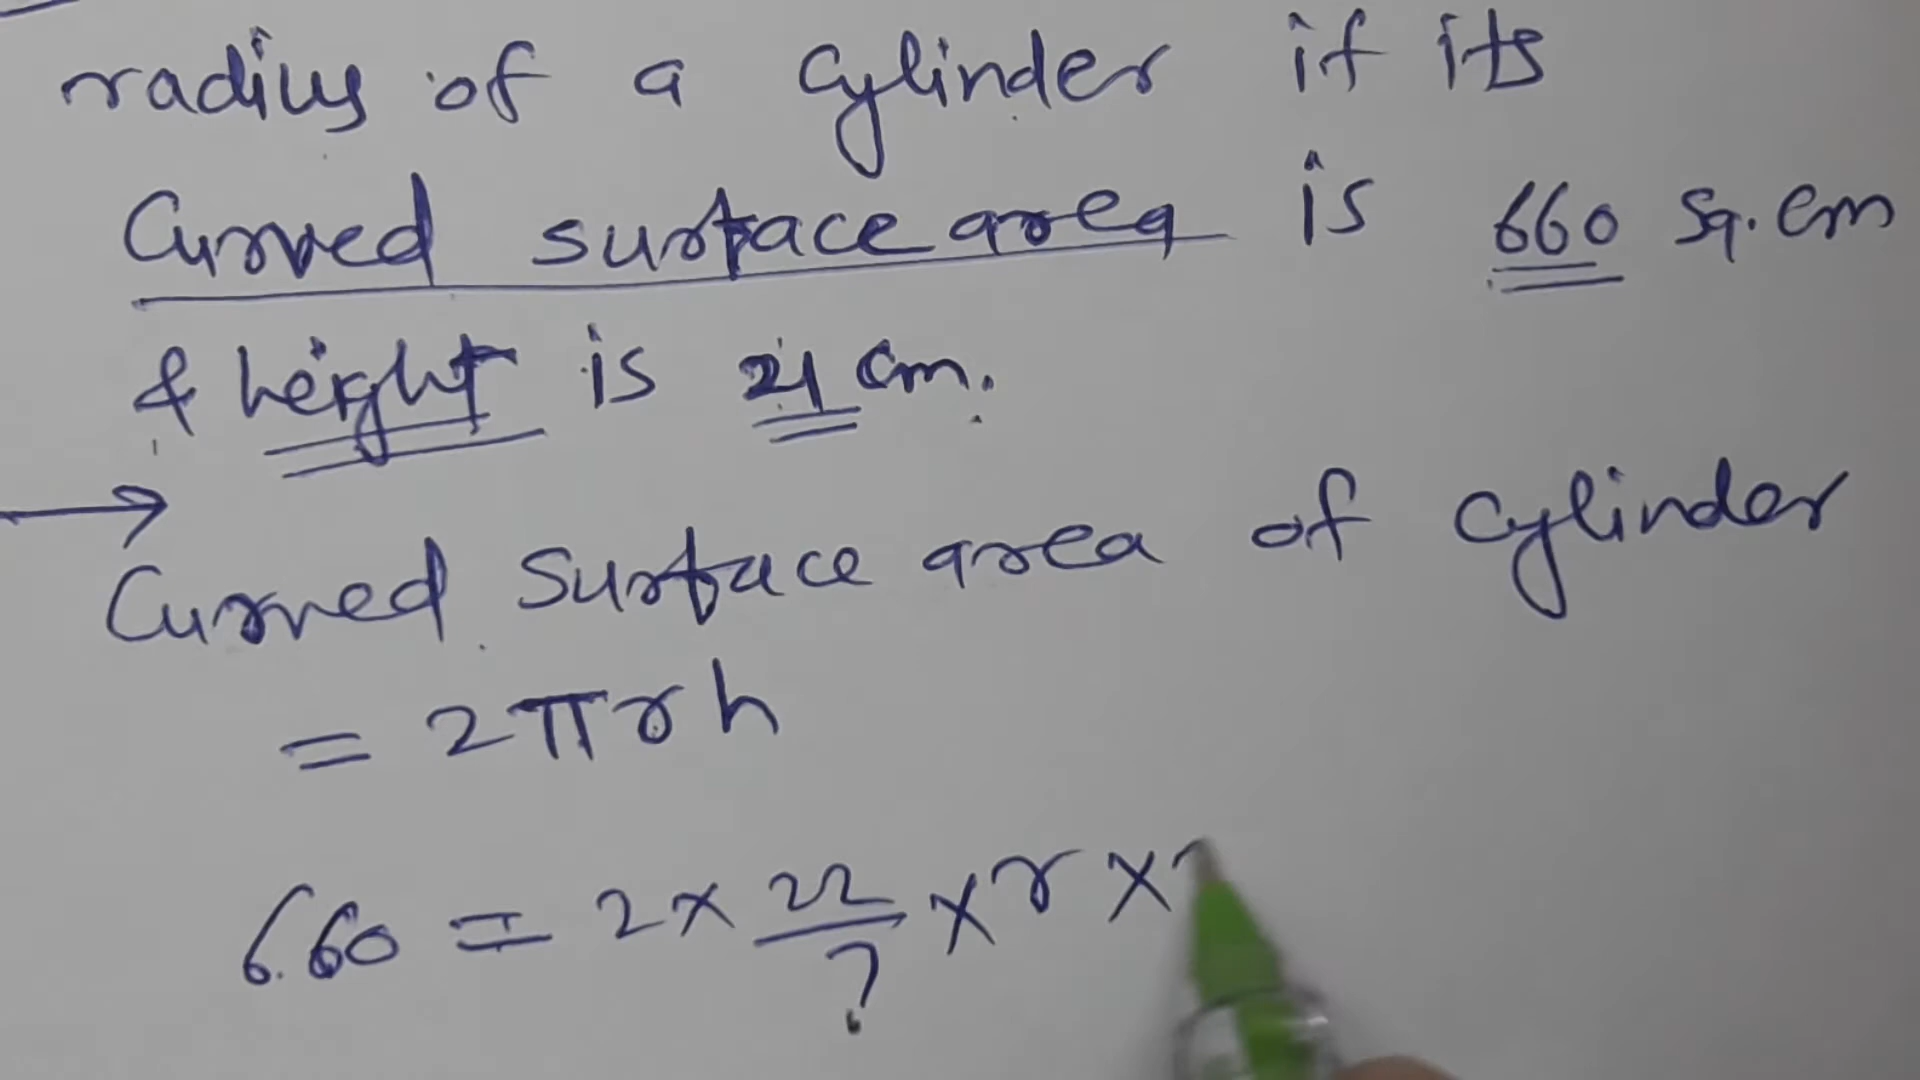 radius of a cylinder if its
Curved surface area is 660 sq. cm
& height is 21 cm.
→
Curved surface area of cylinder
= 2πrh
660 = 2 × 22/7 × r ×